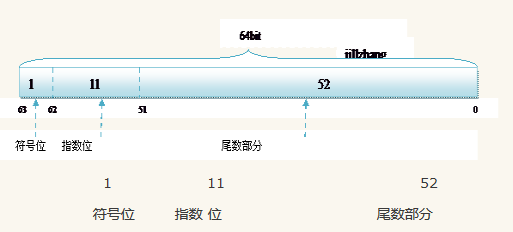 64bit
jillzhang
1 11 52
63 62 51 0
符号位 指数位 尾数部分
1 11 52
符号位 指数 位 尾数部分